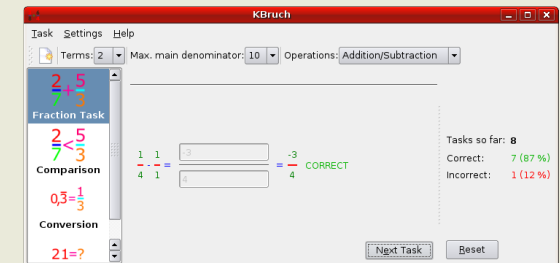 KBruch
Task Settings Help
Terms: 2 Max. main denominator: 10 Operations: Addition/Subtraction
2/7+5/3
Fraction Task
2/7<5/3
Comparison
0,3̅=1/3
Conversion
21=?
1/4 - 1/1 = -3/4 = -3/4 CORRECT
Tasks so far: 8
Correct: 7 (87 %)
Incorrect: 1 (12 %)
Next Task Reset